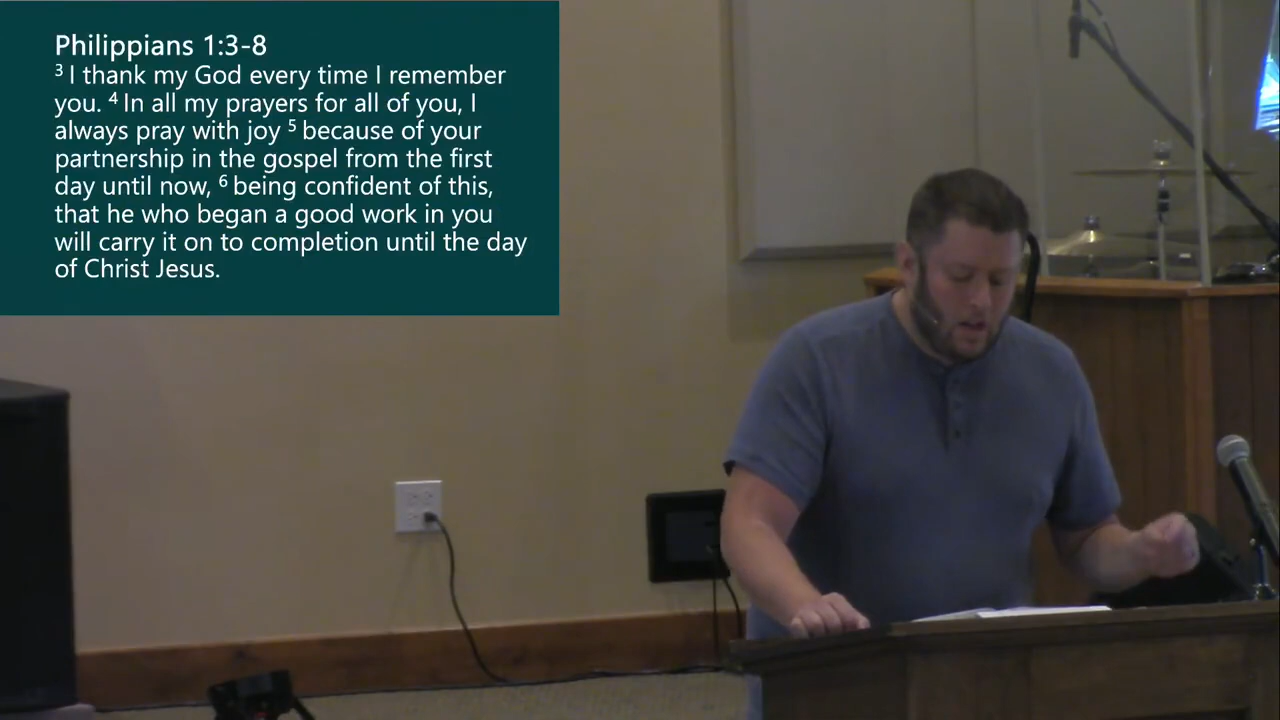 Philippians 1:3-8
³ I thank my God every time I remember
you. ⁴ In all my prayers for all of you, I
always pray with joy ⁵ because of your
partnership in the gospel from the first
day until now, ⁶ being confident of this,
that he who began a good work in you
will carry it on to completion until the day
of Christ Jesus.